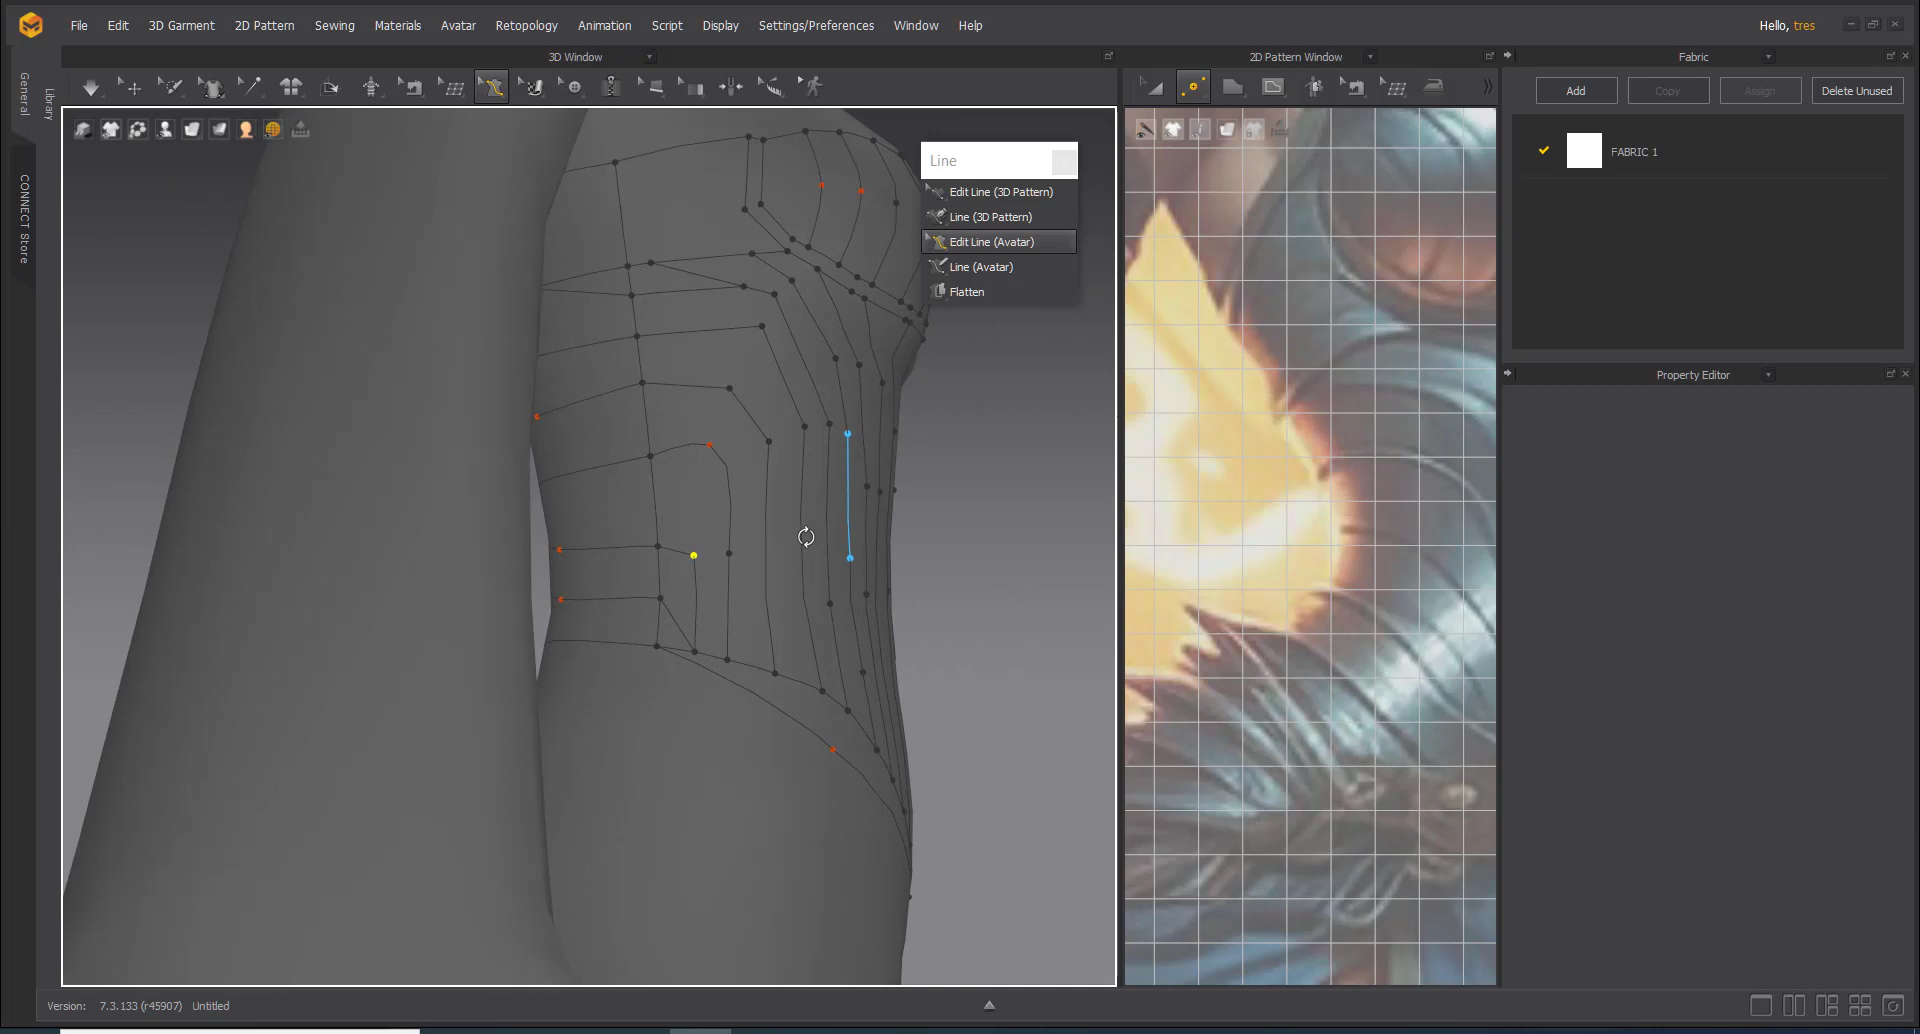 File Edit 3D Garment 2D Pattern Sewing Materials Avatar Retopology Animation Script Display Settings/Preferences Window Help
Hello, tres
3D Window
2D Pattern Window
Fabric
General
Library
CONNECT Store
Add
Copy
Assign
Delete Unused
FABRIC 1
Line
Edit Line (3D Pattern)
Line (3D Pattern)
Edit Line (Avatar)
Line (Avatar)
Flatten
Property Editor
Version: 7.3.133 (r45907) Untitled